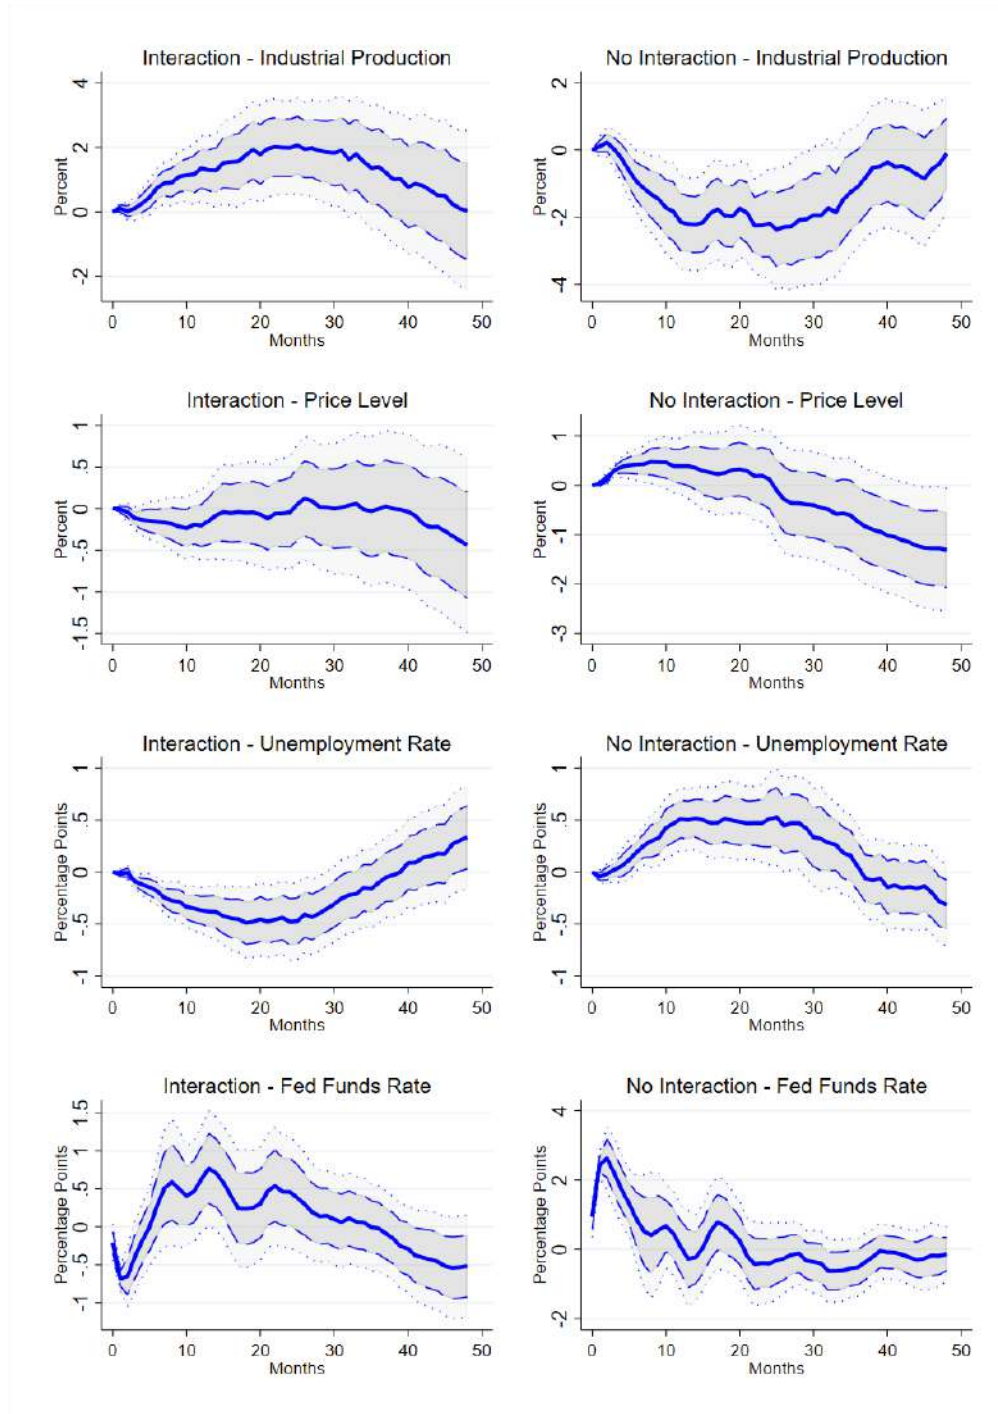 Interaction - Industrial Production
Percent
4
2
0
-2
0 10 20 30 40 50
Months
No Interaction - Industrial Production
Percent
2
0
-2
-4
0 10 20 30 40 50
Months
Interaction - Price Level
Percent
1
.5
0
-.5
-1
-1.5
0 10 20 30 40 50
Months
No Interaction - Price Level
Percent
1
0
-1
-2
-3
0 10 20 30 40 50
Months
Interaction - Unemployment Rate
Percentage Points
1
.5
0
-.5
-1
0 10 20 30 40 50
Months
No Interaction - Unemployment Rate
Percentage Points
1
.5
0
-.5
-1
0 10 20 30 40 50
Months
Interaction - Fed Funds Rate
Percentage Points
1.5
1
.5
0
-.5
-1
0 10 20 30 40 50
Months
No Interaction - Fed Funds Rate
Percentage Points
4
2
0
-2
0 10 20 30 40 50
Months